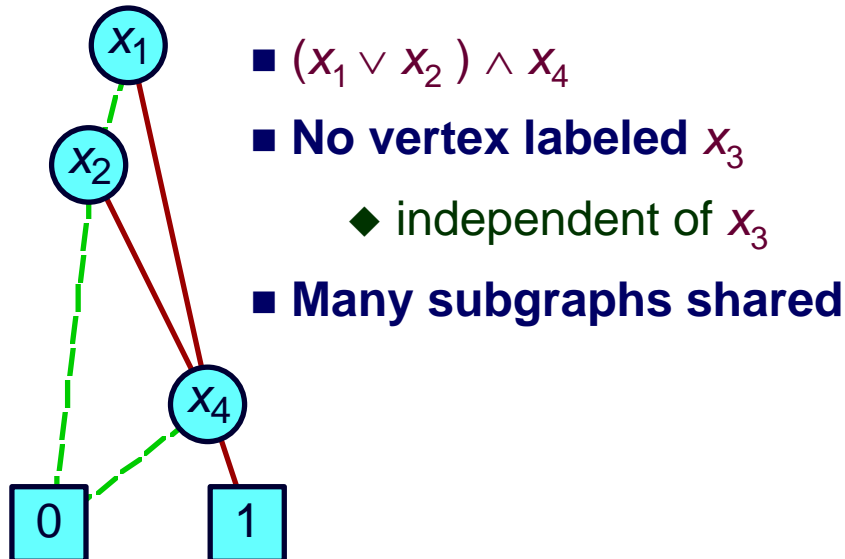 x₁
■ (x₁ ∨ x₂ ) ∧ x₄
x₂
■ No vertex labeled x₃
◆ independent of x₃
■ Many subgraphs shared
x₄
0
1